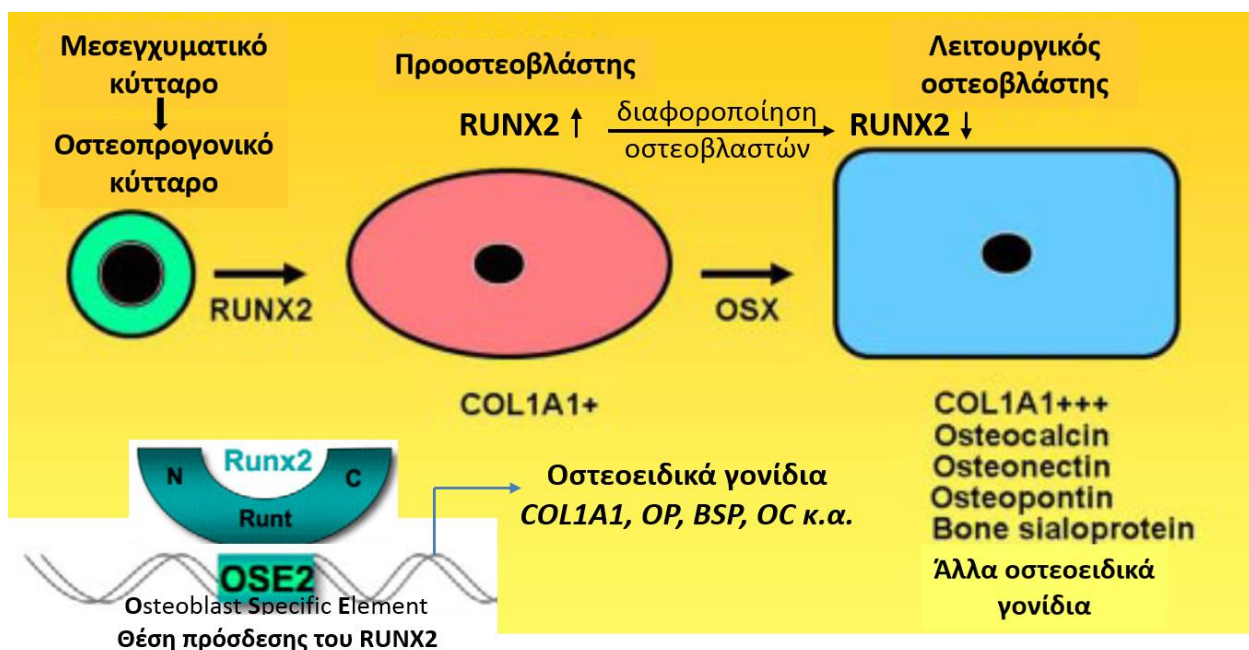 Μεσεγχυματικό
κύτταρο
Οστεοπρογονικό
κύτταρο
RUNX2
Προοστεοβλάστης
RUNX2
διαφοροποίηση
οστεοβλαστών
COL1A1+
OSX
Λειτουργικός
οστεοβλάστης
RUNX2
COL1A1+++
Osteocalcin
Osteonectin
Osteopontin
Bone sialoprotein
Άλλα οστεοειδικά
γονίδια
Runx2
N
C
Runt
OSE2
Osteoblast Specific Element
Θέση πρόσδεσης του RUNX2
Οστεοειδικά γονίδια
COL1A1, OP, BSP, OC κ.α.